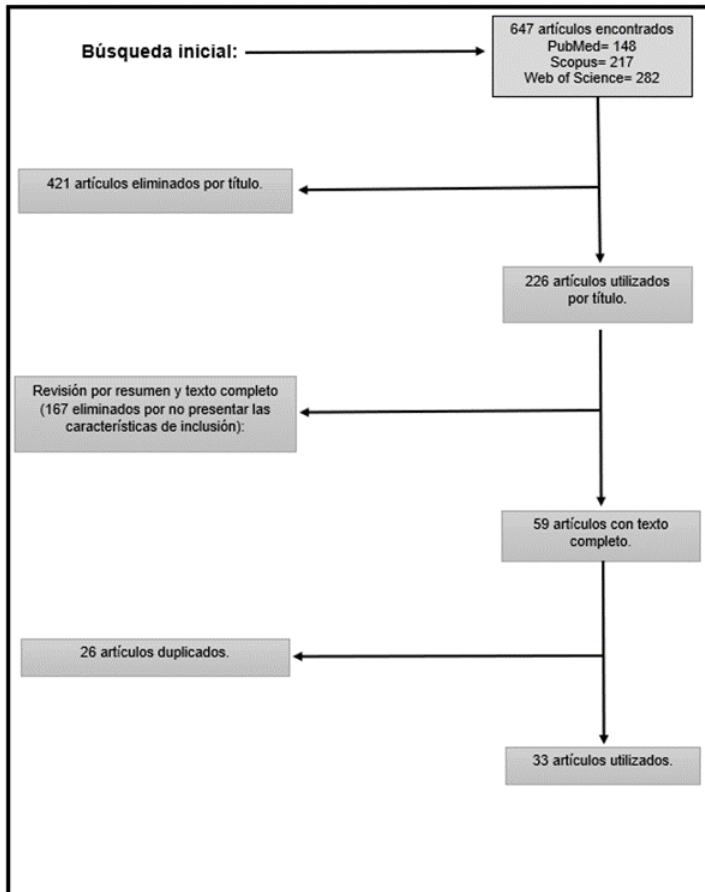 647 artículos encontrados
PubMed= 148
Búsqueda inicial:
Scopus= 217
Web of Science= 282
421 artículos eliminados por título.
226 artículos utilizados
por título.
Revisión por resumen y texto completo
(167 eliminados por no presentar las
características de inclusión):
59 artículos con texto
completo.
26 artículos duplicados.
33 artículos utilizados.